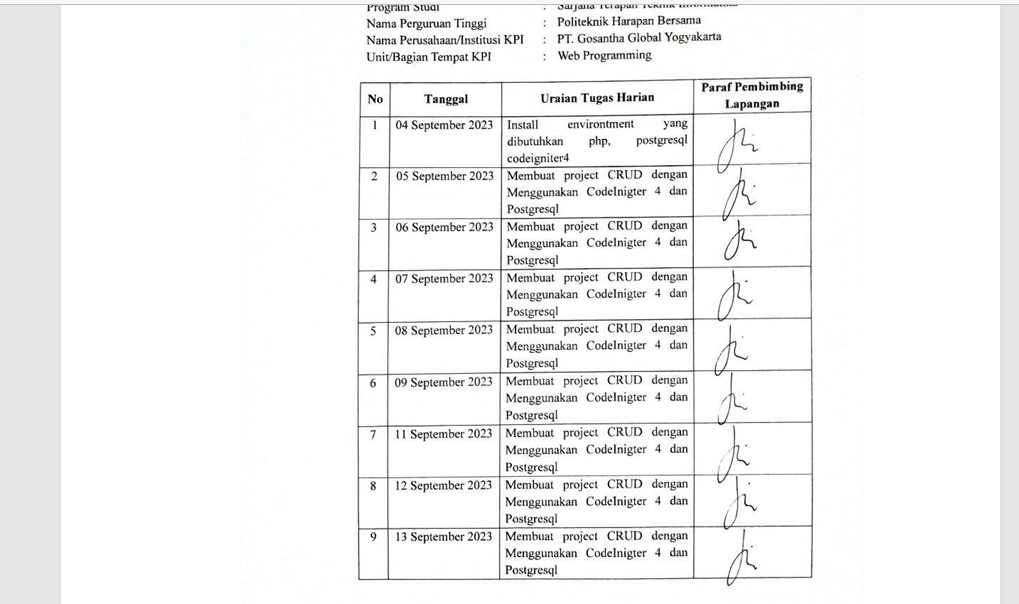 Program Studi : Sarjana Terapan Teknik Informatika
Nama Perguruan Tinggi : Politeknik Harapan Bersama
Nama Perusahaan/Institusi KPI : PT. Gosantha Global Yogyakarta
Unit/Bagian Tempat KPI : Web Programming
No Tanggal Uraian Tugas Harian Paraf Pembimbing
Lapangan
1 04 September 2023 Install environtment yang
dibutuhkan php, postgresql
codeigniter4
2 05 September 2023 Membuat project CRUD dengan
Menggunakan CodeInigter 4 dan
Postgresql
3 06 September 2023 Membuat project CRUD dengan
Menggunakan CodeInigter 4 dan
Postgresql
4 07 September 2023 Membuat project CRUD dengan
Menggunakan CodeInigter 4 dan
Postgresql
5 08 September 2023 Membuat project CRUD dengan
Menggunakan CodeInigter 4 dan
Postgresql
6 09 September 2023 Membuat project CRUD dengan
Menggunakan CodeInigter 4 dan
Postgresql
7 11 September 2023 Membuat project CRUD dengan
Menggunakan CodeInigter 4 dan
Postgresql
8 12 September 2023 Membuat project CRUD dengan
Menggunakan CodeInigter 4 dan
Postgresql
9 13 September 2023 Membuat project CRUD dengan
Menggunakan CodeInigter 4 dan
Postgresql